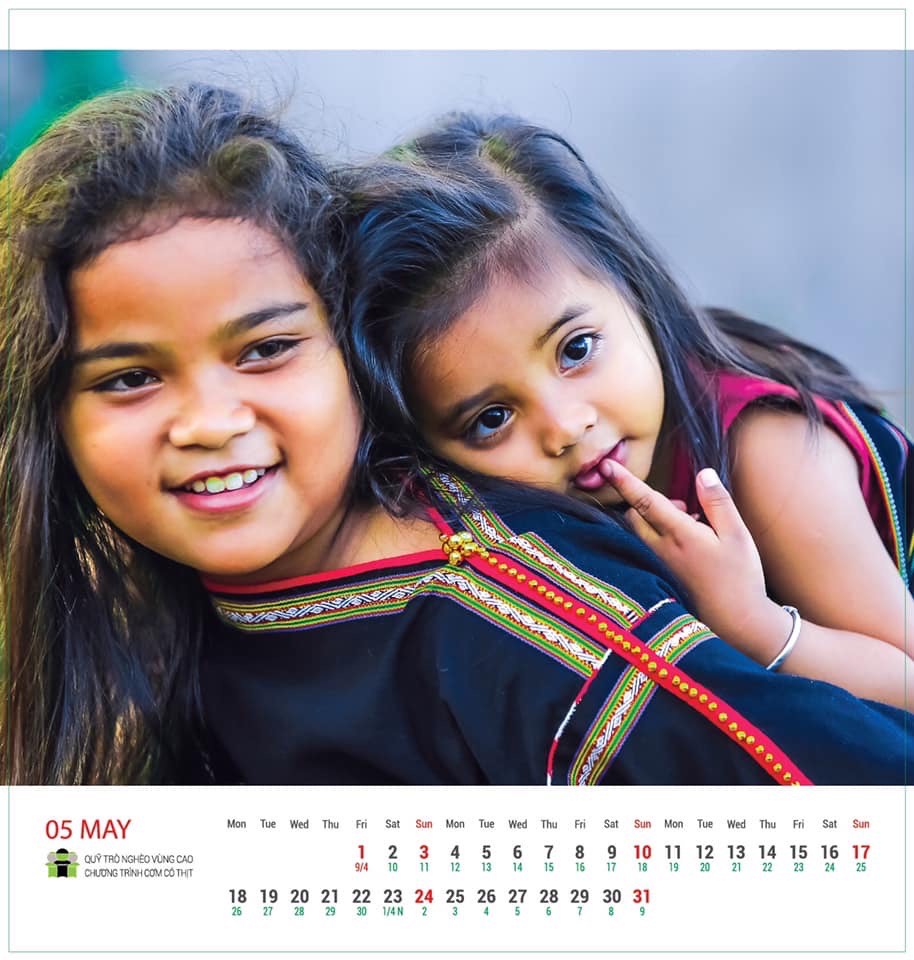 05 MAY
QUỸ TRÒ NGHÈO VÙNG CAO
CHƯƠNG TRÌNH CƠM CÓ THỊT
Mon Tue Wed Thu Fri Sat Sun Mon Tue Wed Thu Fri Sat Sun Mon Tue Wed Thu Fri Sat Sun
1 2 3 4 5 6 7 8 9 10 11 12 13 14 15 16 17
9/4 10 11 12 13 14 15 16 17 18 19 20 21 22 23 24 25
18 19 20 21 22 23 24 25 26 27 28 29 30 31
26 27 28 29 30 1/4 N 2 3 4 5 6 7 8 9